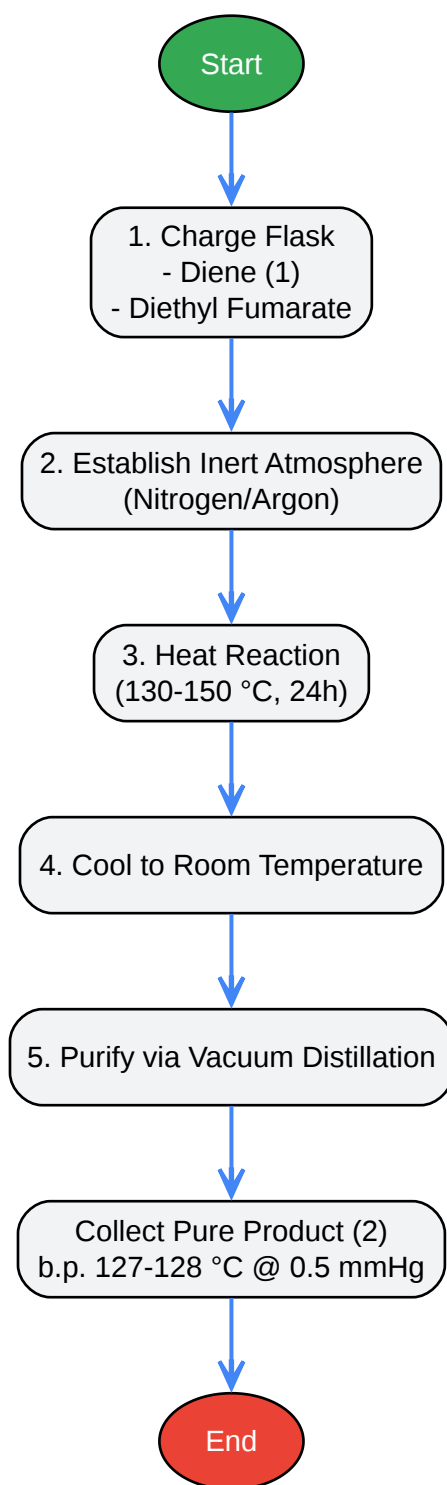 Start
1. Charge Flask
- Diene (1)
- Diethyl Fumarate
2. Establish Inert Atmosphere
(Nitrogen/Argon)
3. Heat Reaction
(130-150 °C, 24h)
4. Cool to Room Temperature
5. Purify via Vacuum Distillation
Collect Pure Product (2)
b.p. 127-128 °C @ 0.5 mmHg
End